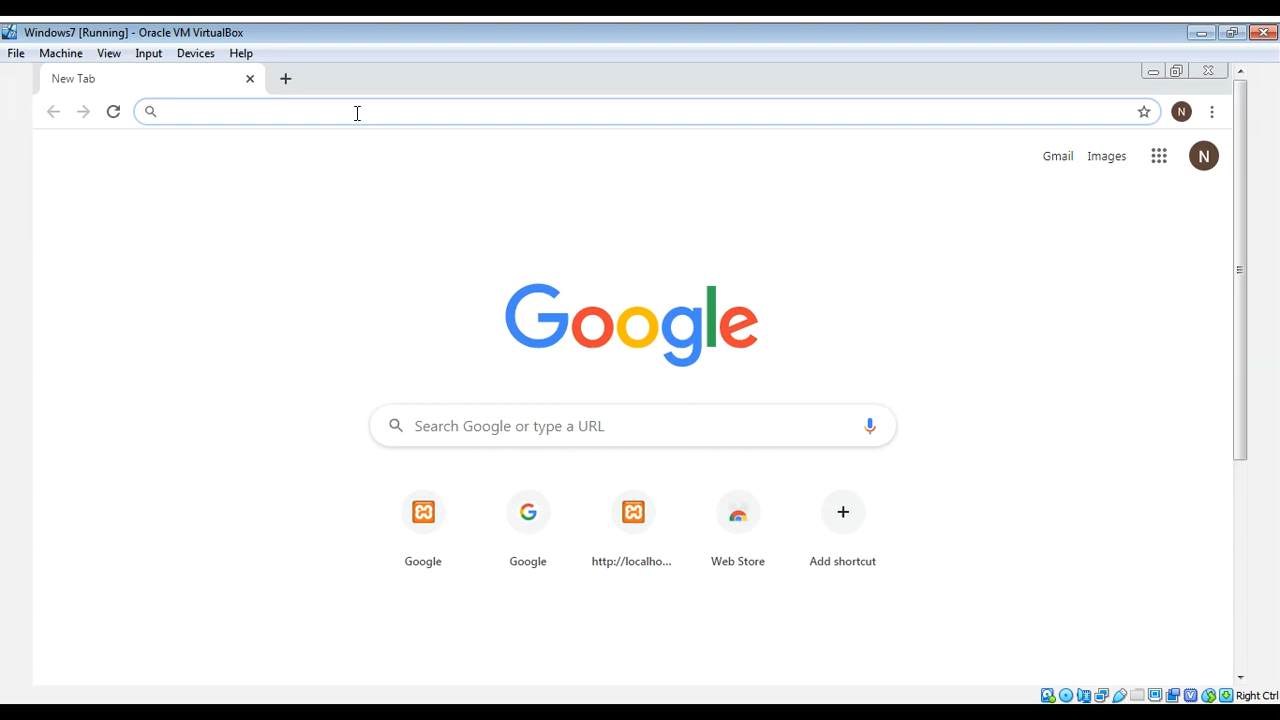 Windows7 [Running] - Oracle VM VirtualBox
File Machine View Input Devices Help
New Tab
N
Gmail Images N
Google
Search Google or type a URL
Google Google http://localho... Web Store Add shortcut
Right Ctrl